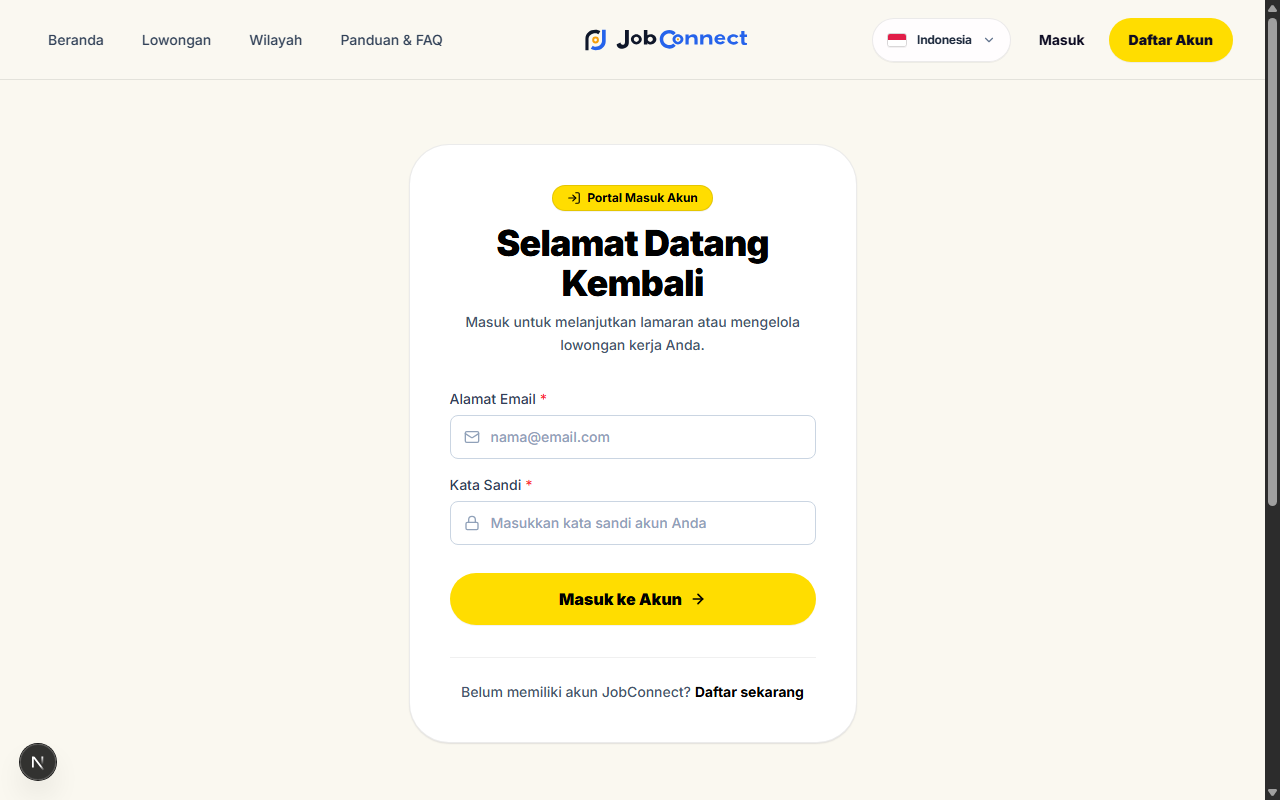 Beranda
Lowongan
Wilayah
Panduan & FAQ
JobConnect
Indonesia
Masuk
Daftar Akun
Portal Masuk Akun
Selamat Datang
Kembali
Masuk untuk melanjutkan lamaran atau mengelola
lowongan kerja Anda.
Alamat Email *
nama@email.com
Kata Sandi *
Masukkan kata sandi akun Anda
Masuk ke Akun →
Belum memiliki akun JobConnect? Daftar sekarang
N